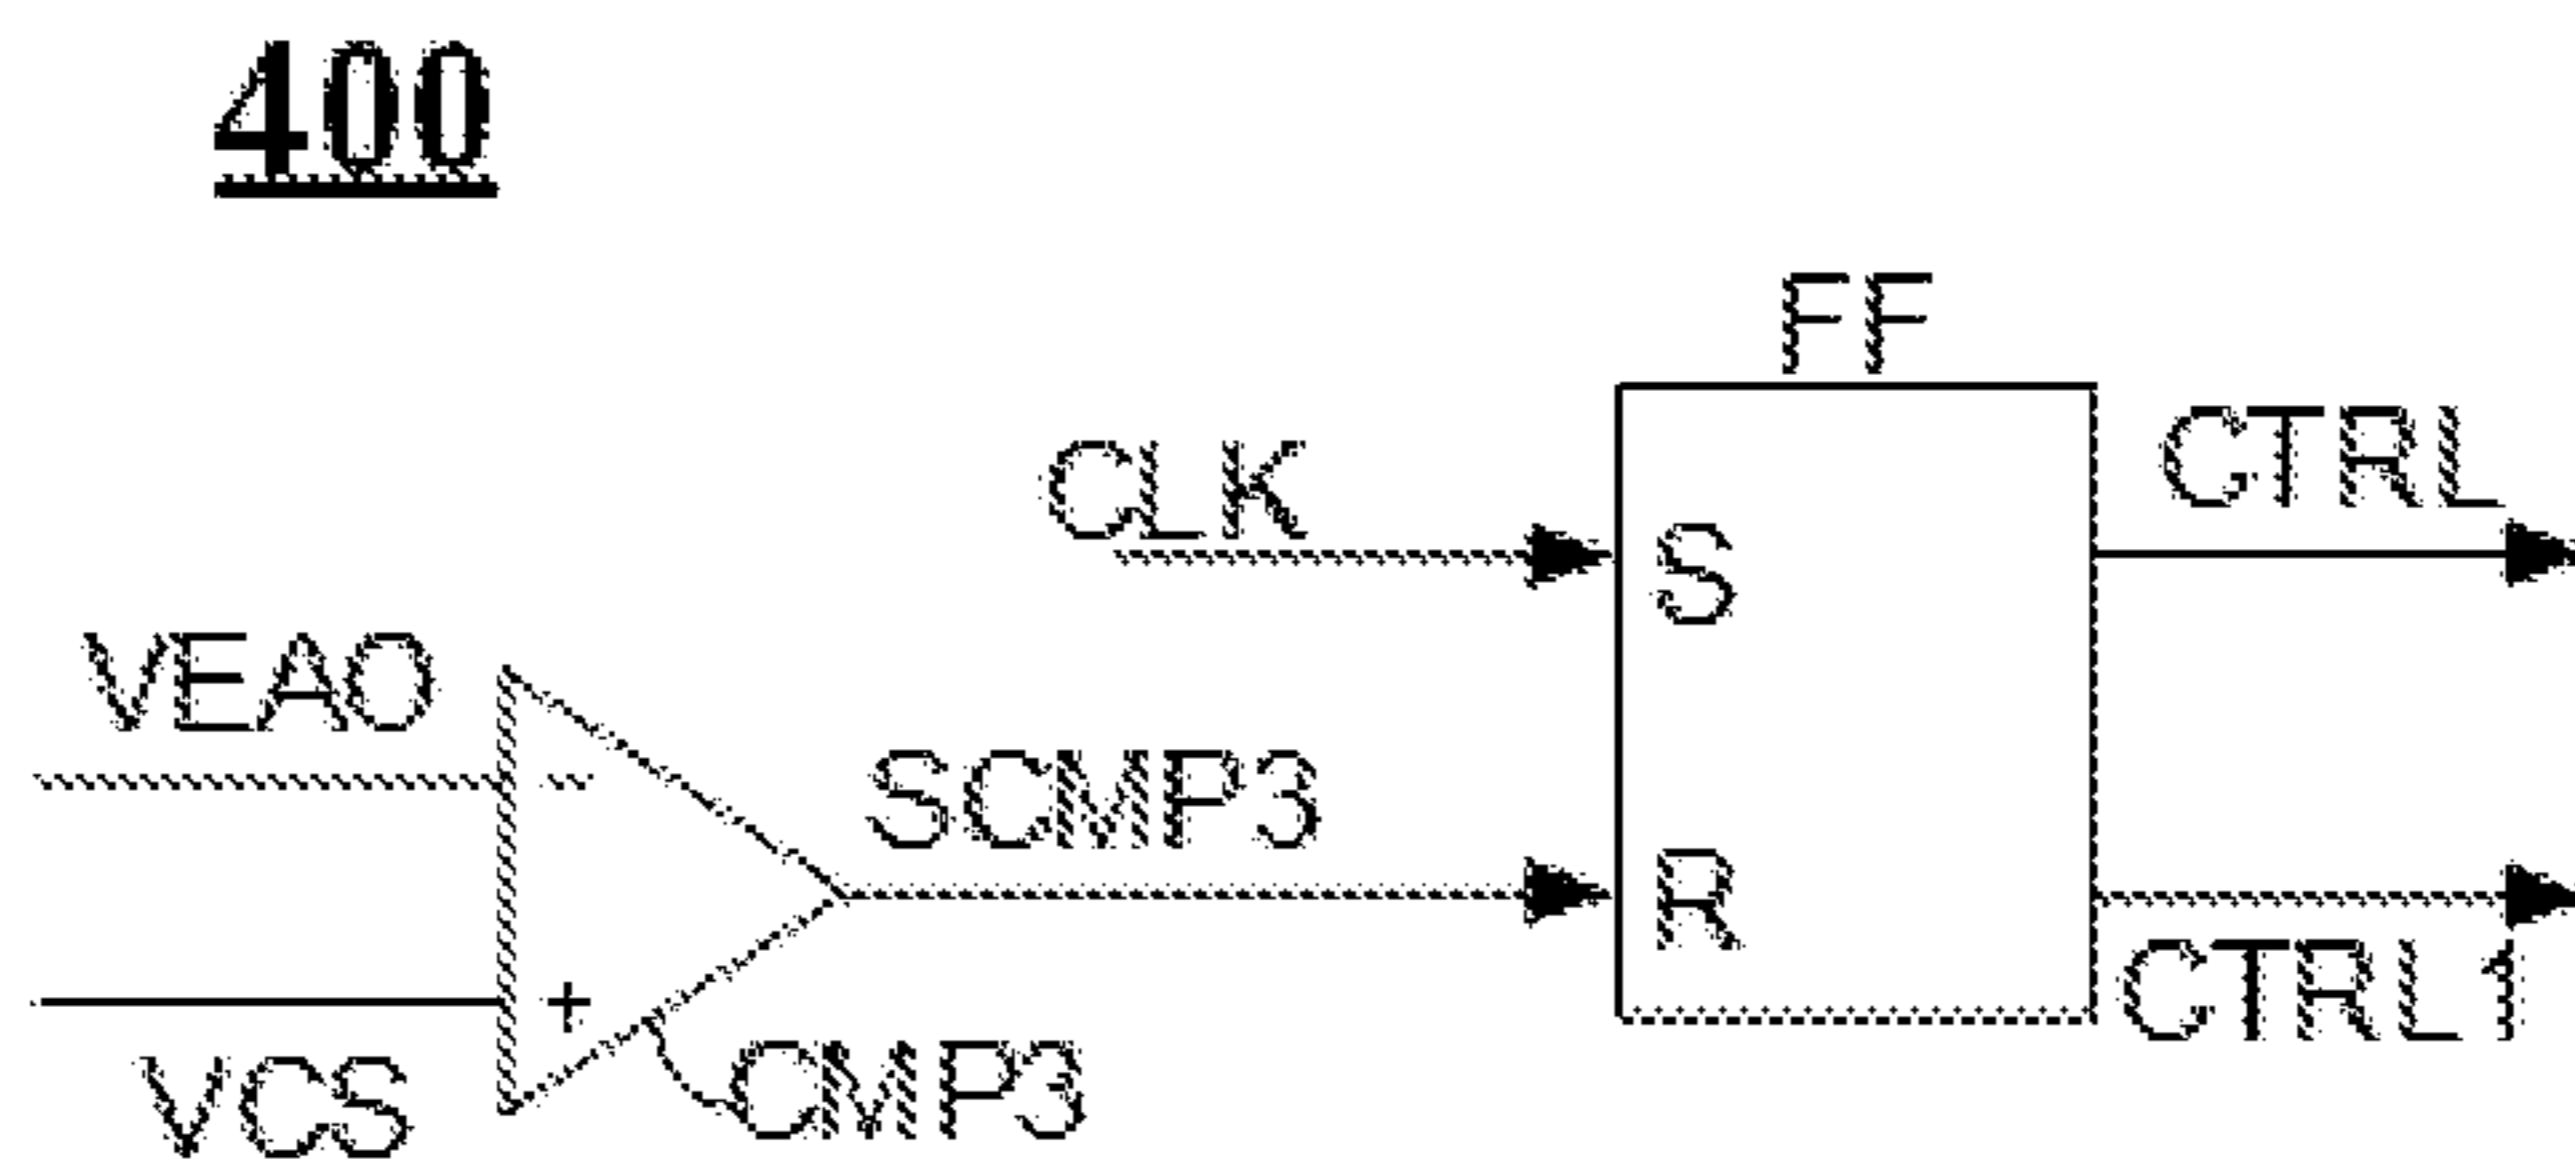 400
FF
CLK
CTRL
S
VEAO
-
SCMP3
R
+
CTRL1
VCS
CMP3